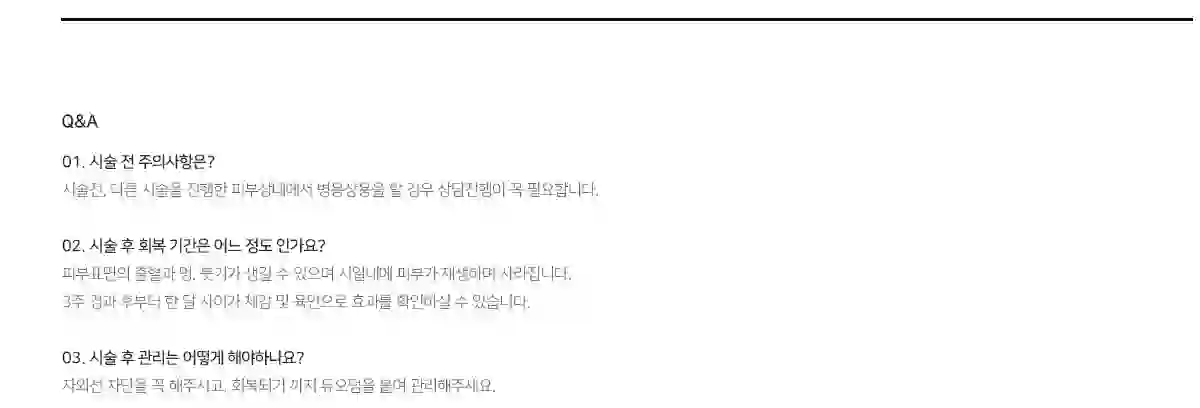 Q&A
01. 시술 전 주의사항은?
시술전, 다른 시술을 진행한 피부상태에서 병용상용을 할 경우 상담진행이 꼭 필요합니다.
02. 시술 후 회복 기간은 어느 정도 인가요?
피부표면의 출혈과 멍, 붓기가 생길 수 있으며 시일내에 피부가 재생하며 사라집니다.
3주 경과 후부터 한 달 사이가 체감 및 육안으로 효과를 확인하실 수 있습니다.
03. 시술 후 관리는 어떻게 해야하나요?
자외선 차단을 꼭 해주시고, 회복되기 까지 듀오덤을 붙여 관리해주세요.